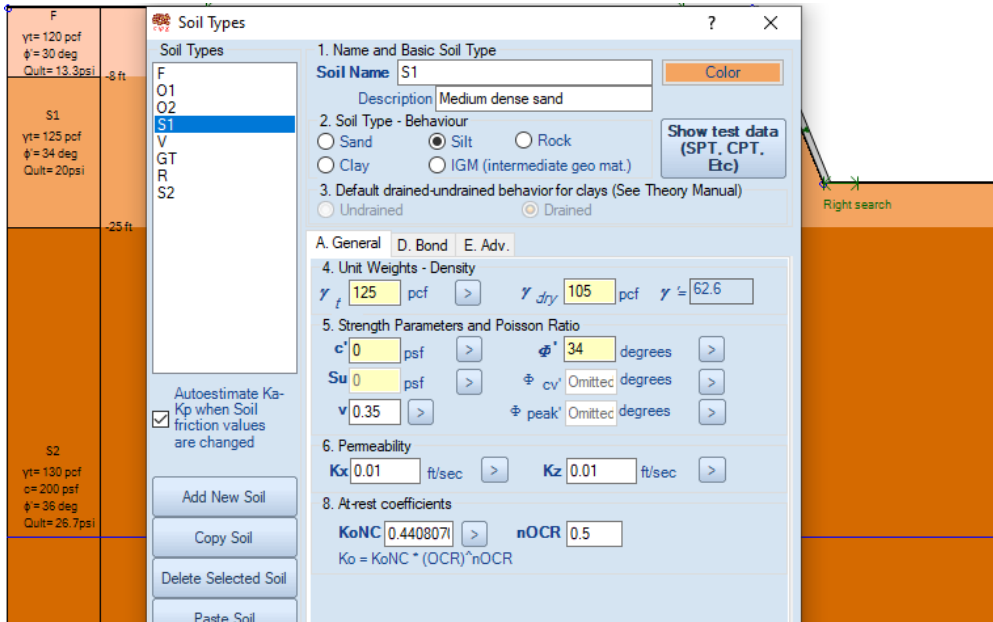 F
γt= 120 pcf
ϕ'= 30 deg
Qult= 13.3psi
-8 ft
S1
γt= 125 pcf
ϕ'= 34 deg
Qult= 20psi
-25 ft
S2
γt= 130 pcf
c= 200 psf
ϕ'= 36 deg
Qult= 26.7psi
Soil Types
?
Soil Types
F
O1
O2
S1
V
GT
R
S2
Autoestimate Ka-
Kp when Soil
friction values
are changed
Add New Soil
Copy Soil
Delete Selected Soil
Paste Soil
1. Name and Basic Soil Type
Soil Name S1 Color
Description Medium dense sand
2. Soil Type - Behaviour
Sand Silt Rock
Clay IGM (intermediate geo mat.)
Show test data
(SPT, CPT,
Etc)
3. Default drained-undrained behavior for clays (See Theory Manual)
Undrained Drained
A. General D. Bond E. Adv.
4. Unit Weights - Density
γ t 125 pcf > γ dry 105 pcf γ '= 62.6
5. Strength Parameters and Poisson Ratio
c' 0 psf > Φ' 34 degrees >
Su 0 psf > Φ cv' Omitted degrees >
v 0.35 > Φ peak' Omitted degrees >
6. Permeability
Kx 0.01 ft/sec > Kz 0.01 ft/sec >
8. At-rest coefficients
KoNC 0.440807( > nOCR 0.5
Ko = KoNC * (OCR)^nOCR
Right search